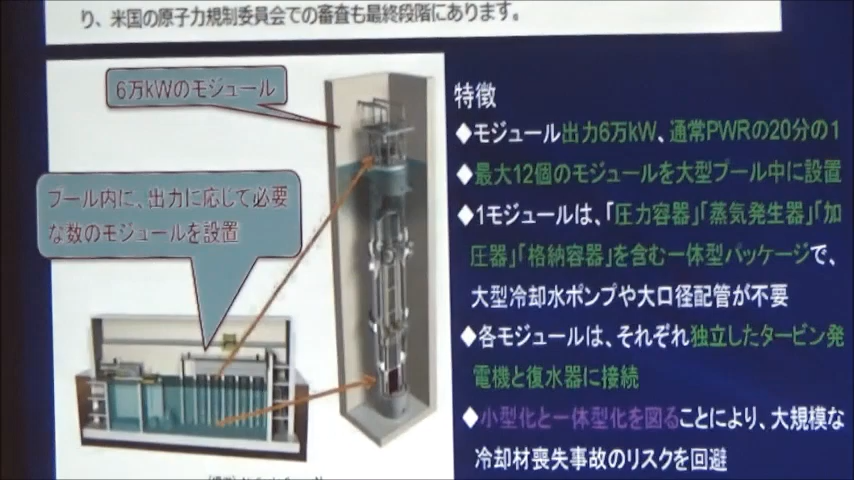 り、米国の原子力規制委員会での審査も最終段階にあります。
6万kWのモジュール
プール内に、出力に応じて必要
な数のモジュールを設置
特徴
◆モジュール出力6万kW、通常PWRの20分の1
◆最大12個のモジュールを大型プール中に設置
◆1モジュールは、「圧力容器」「蒸気発生器」「加
圧器」「格納容器」を含む一体型パッケージで、
大型冷却水ポンプや大口径配管が不要
◆各モジュールは、それぞれ独立したタービン発
電機と復水器に接続
◆小型化と一体型化を図ることにより、大規模な
冷却材喪失事故のリスクを回避